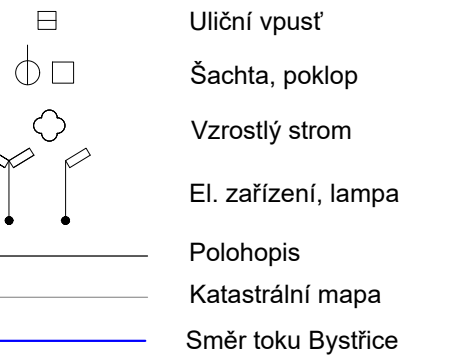 Uliční vpusť
Šachta, poklop
Vzrostlý strom
El. zařízení, lampa
Polohopis
Katastrální mapa
Směr toku Bystřice